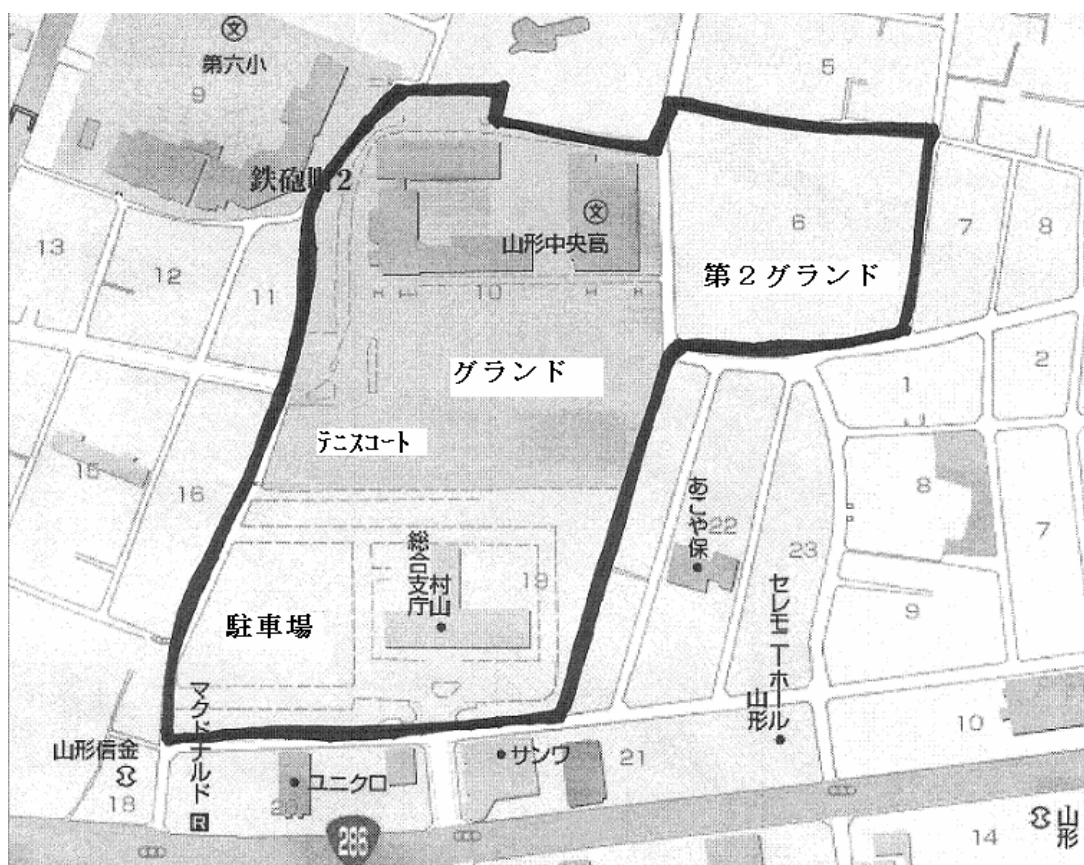 第六小
9
5
鉄砲町2
13
12
11
山形中央高
6
7
8
第2グランド
10
グランド
2
1
テニスコート
15
16
あこや保
22
8
7
総合支庁
村山
19
23
駐車場
セレモニーホール
山形
9
マクドナルド
10
山形信金
サンワ
21
ユニクロ
18
20
286
山形
14